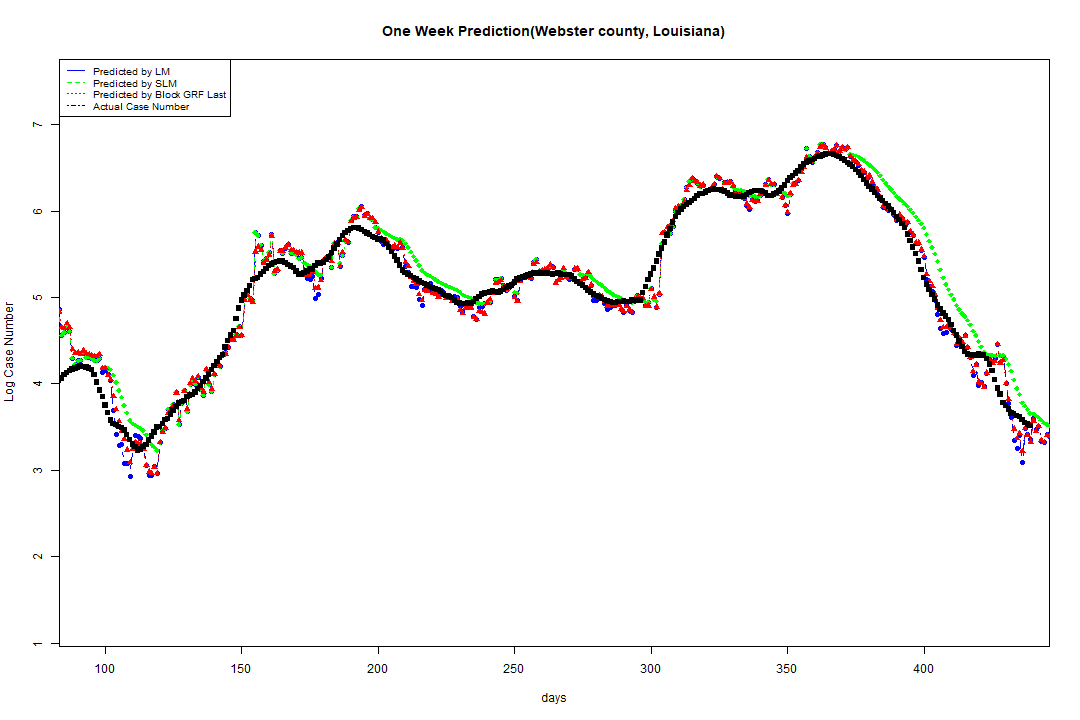 One Week Prediction(Webster county, Louisiana)
Predicted by LM
Predicted by SLM
Predicted by Block GRF Last
Actual Case Number
7
6
5
4
3
2
1
Log Case Number
100 150 200 250 300 350 400
days